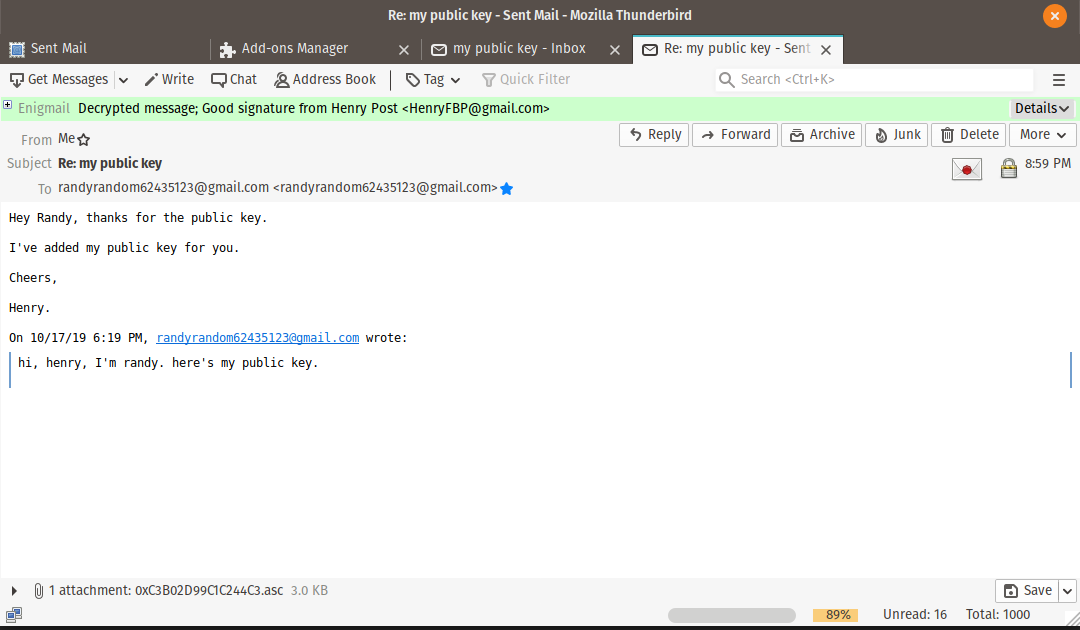 Re: my public key - Sent Mail - Mozilla Thunderbird
Sent Mail
Add-ons Manager
my public key - Inbox
Re: my public key - Sent
Get Messages
Write
Chat
Address Book
Tag
Quick Filter
Search <Ctrl+K>
Enigmail Decrypted message; Good signature from Henry Post <HenryFBP@gmail.com>
Details
From Me
Reply
Forward
Archive
Junk
Delete
More
Subject Re: my public key
8:59 PM
To randyrandom62435123@gmail.com <randyrandom62435123@gmail.com>
Hey Randy, thanks for the public key.
I've added my public key for you.
Cheers,
Henry.
On 10/17/19 6:19 PM, randyrandom62435123@gmail.com wrote:
hi, henry, I'm randy. here's my public key.
1 attachment: 0xC3B02D99C1C244C3.asc 3.0 KB
Save
89%
Unread: 16
Total: 1000